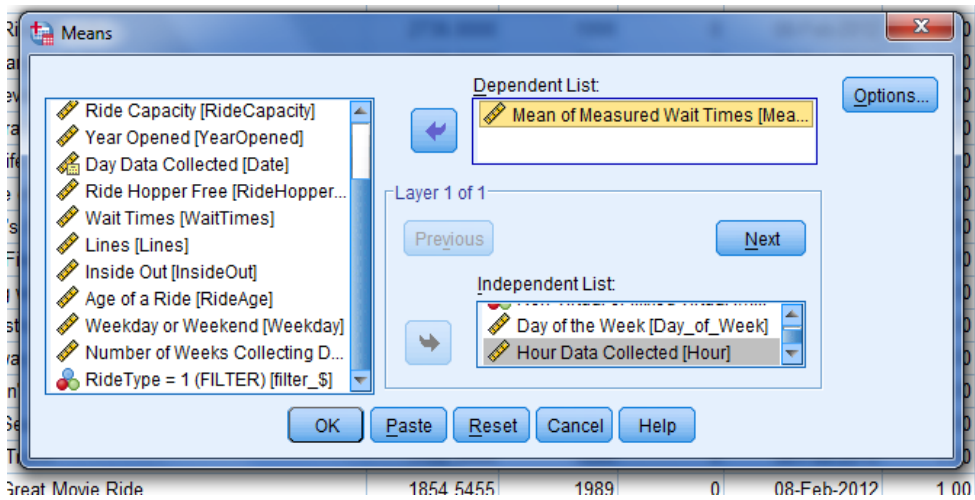 Means
Dependent List:
Options...
Mean of Measured Wait Times [Mea...
Ride Capacity [RideCapacity]
Year Opened [YearOpened]
Day Data Collected [Date]
Ride Hopper Free [RideHopper...
Wait Times [WaitTimes]
Lines [Lines]
Inside Out [InsideOut]
Age of a Ride [RideAge]
Weekday or Weekend [Weekday]
Number of Weeks Collecting D...
RideType = 1 (FILTER) [filter_$]
Layer 1 of 1
Previous
Next
Independent List:
Day of the Week [Day_of_Week]
Hour Data Collected [Hour]
OK Paste Reset Cancel Help
Great Movie Ride 1854.5455 1989 0 08-Feb-2012 1.00